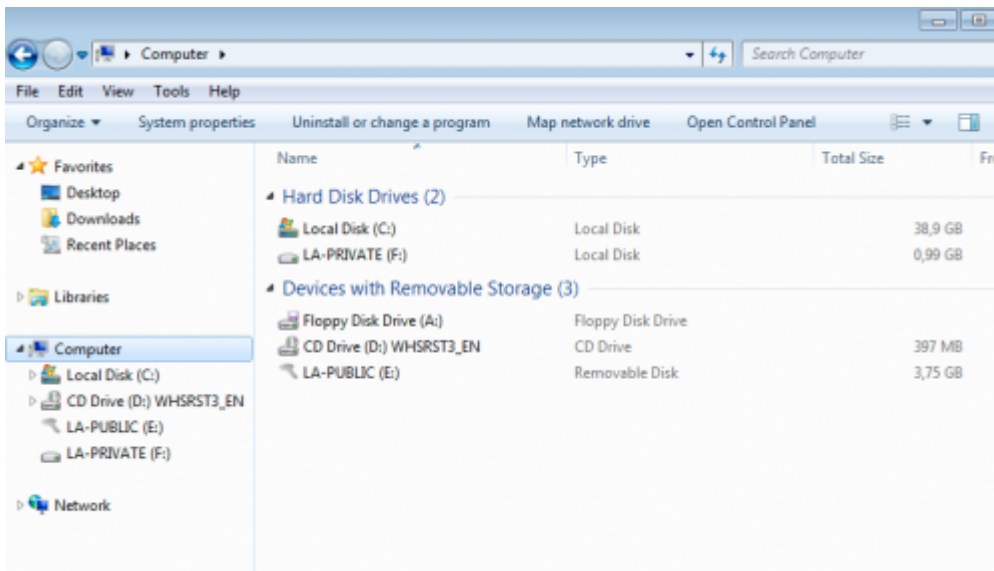 Computer
Search Computer
File Edit View Tools Help
Organize System properties Uninstall or change a program Map network drive Open Control Panel
Favorites
Desktop
Downloads
Recent Places
Libraries
Computer
Local Disk (C:)
CD Drive (D:) WHSRST3_EN
LA-PUBLIC (E:)
LA-PRIVATE (F:)
Network
Name Type Total Size
Hard Disk Drives (2)
Local Disk (C:) Local Disk 38,9 GB
LA-PRIVATE (F:) Local Disk 0,99 GB
Devices with Removable Storage (3)
Floppy Disk Drive (A:) Floppy Disk Drive
CD Drive (D:) WHSRST3_EN CD Drive 397 MB
LA-PUBLIC (E:) Removable Disk 3,75 GB